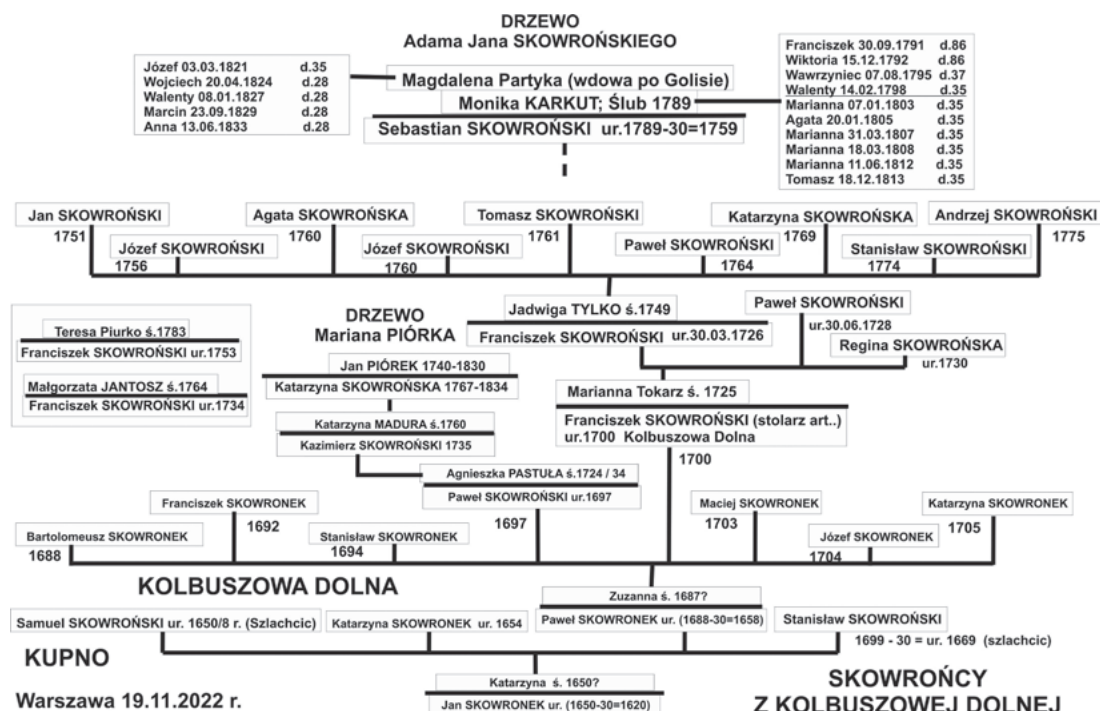 DRZEWO
Adama Jana SKOWROŃSKIEGO
Józef 03.03.1821 d.35
Wojciech 20.04.1824 d.28
Walenty 08.01.1827 d.28
Marcin 23.09.1829 d.28
Anna 13.06.1833 d.28
Magdalena Partyka (wdowa po Golisie)
Monika KARKUT; Ślub 1789
Sebastian SKOWROŃSKI ur.1789-30=1759
Franciszek 30.09.1791 d.86
Wiktoria 15.12.1792 d.86
Wawrzyniec 07.08.1795 d.37
Walenty 14.02.1798 d.35
Marianna 07.01.1803 d.35
Agata 20.01.1805 d.35
Marianna 31.03.1807 d.35
Marianna 18.03.1808 d.35
Marianna 11.06.1812 d.35
Tomasz 18.12.1813 d.35
Jan SKOWROŃSKI
1751
Józef SKOWROŃSKI
1756
Agata SKOWROŃSKA
1760
Józef SKOWROŃSKI
1760
Tomasz SKOWROŃSKI
1761
Paweł SKOWROŃSKI
1764
Katarzyna SKOWROŃSKA
1769
Stanisław SKOWROŃSKI
1774
Andrzej SKOWROŃSKI
1775
Teresa Piurko ś.1783
Franciszek SKOWROŃSKI ur.1753
Małgorzata JANTOSZ ś.1764
Franciszek SKOWROŃSKI ur.1734
DRZEWO
Mariana PIÓRKA
Jan PIÓREK 1740-1830
Katarzyna SKOWROŃSKA 1767-1834
Katarzyna MADURA ś.1760
Kazimierz SKOWROŃSKI 1735
Jadwiga TYLKO ś.1749
Franciszek SKOWROŃSKI ur.30.03.1726
Paweł SKOWROŃSKI
ur.30.06.1728
Regina SKOWROŃSKA
ur.1730
Marianna Tokarz ś. 1725
Franciszek SKOWROŃSKI (stolarz art..)
ur.1700 Kolbuszowa Dolna
1700
Agnieszka PASTUŁA ś.1724 / 34
Paweł SKOWROŃSKI ur.1697
1697
Bartolomeusz SKOWRONEK
1688
Franciszek SKOWRONEK
1692
Stanisław SKOWRONEK
1694
Maciej SKOWRONEK
1703
Józef SKOWRONEK
1704
Katarzyna SKOWRONEK
1705
KOLBUSZOWA DOLNA
Zuzanna ś. 1687?
Paweł SKOWRONEK ur. (1688-30=1658)
Samuel SKOWROŃSKI ur. 1650/8 r. (Szlachcic)
Katarzyna SKOWRONEK ur. 1654
Stanisław SKOWROŃSKI
1699 - 30 = ur. 1669 (szlachcic)
KUPNO
Katarzyna ś. 1650?
Jan SKOWRONEK ur. (1650-30=1620)
Warszawa 19.11.2022 r.
SKOWROŃCY
Z KOLBUSZOWEJ DOLNEJ